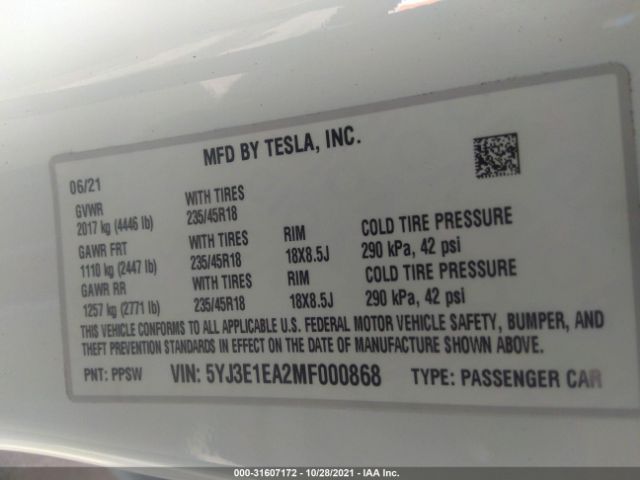 MFD BY TESLA, INC.
06/21
GVWR WITH TIRES
2017 kg (4446 lb) 235/45R18
GAWR FRT WITH TIRES RIM COLD TIRE PRESSURE
1110 kg (2447 lb) 235/45R18 18X8.5J 290 kPa, 42 psi
GAWR RR WITH TIRES RIM COLD TIRE PRESSURE
1257 kg (2771 lb) 235/45R18 18X8.5J 290 kPa, 42 psi
THIS VEHICLE CONFORMS TO ALL APPLICABLE U.S. FEDERAL MOTOR VEHICLE SAFETY, BUMPER, AND
THEFT PREVENTION STANDARDS IN EFFECT ON THE DATE OF MANUFACTURE SHOWN ABOVE.
PNT: PPSW VIN: 5YJ3E1EA2MF000868 TYPE: PASSENGER CAR
000-31607172 - 10/28/2021 - IAA Inc.